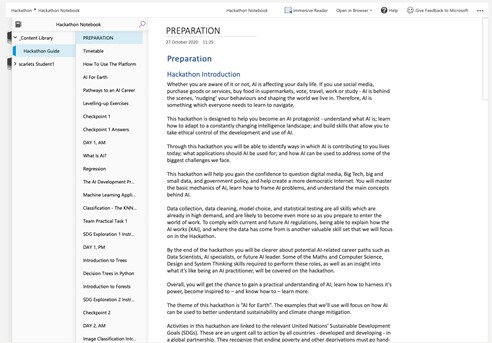 Hackathon Hackathon Notebook
Hackathon Notebook
Immersive Reader
Open in Browser
Help
Give Feedback to Microsoft
Hackathon Notebook
_Content Library
Hackathon Guide
scarlets Student1
PREPARATION
Timetable
How To Use The Platform
AI For Earth
Pathways to an AI Career
Levelling-up Exercises
Checkpoint 1
Checkpoint 1 Answers
DAY 1, AM
What Is AI?
Regression
The AI Development Pr...
Machine Learning Appl...
Classification - The KNN...
Team Practical Task 1
SDG Exploration 1 Instr...
DAY 1, PM
Introduction to Trees
Decision Trees in Python
Introduction to Forests
SDG Exploration 2 Instr...
Checkpoint 2
DAY 2, AM
Image Classification Intr...
PREPARATION
27 October 2020 11:25
Preparation
Hackathon Introduction
Whether you are aware of it or not, AI is affecting your daily life. If you use social media,
purchase goods or services, buy food in supermarkets, vote, travel, work or study - AI is behind
the scenes, 'nudging' your behaviours and shaping the world we live in. Therefore, AI is
something which everyone needs to learn to navigate.
This hackathon is designed to help you become an AI protagonist - understand what AI is; learn
how to adapt to a constantly changing intelligence landscape; and build skills that allow you to
take ethical control of the development and use of AI.
Through this hackathon you will be able to identify ways in which AI is contributing to you lives
today; what applications should AI be used for; and how AI can be used to address some of the
biggest challenges we face.
This hackathon will help you gain the confidence to question digital media, Big Tech, big and
small data, and government policy, and help create a more democratic Internet. You will master
the basic mechanics of AI, learn how to frame AI problems, and understand the main concepts
behind AI.
Data collection, data cleaning, model choice, and statistical testing are all skills which are
already in high demand, and are likely to become even more so as you prepare to enter the
world of work. To comply with current and future AI regulations, being able to explain how the
AI works (XAI), and where the data has come from is another valuable skill set that we will focus
on in the Hackathon.
By the end of the hackathon you will be clearer about potential AI-related career paths such as
Data Scientists, AI specialists, or future AI leader. Some of the Maths and Computer Science,
Design and System Thinking skills required to perform these roles, as well as an insight into
what it's like being an AI practitioner, will be covered on the hackathon.
Overall, you will get the chance to gain a practical understanding of AI; learn how to harness it's
power, become inspired to – and know how to – learn more.
The theme of this hackathon is "AI for Earth". The examples that we'll use will focus on how AI
can be used to better understand sustainability and climate change mitigation.
Activities in this hackathon are linked to the relevant United Nations' Sustainable Development
Goals (SDGs). These are an urgent call to action by all countries - developed and developing - in
a global partnership. They recognise that ending poverty and other deprivations must go hand-